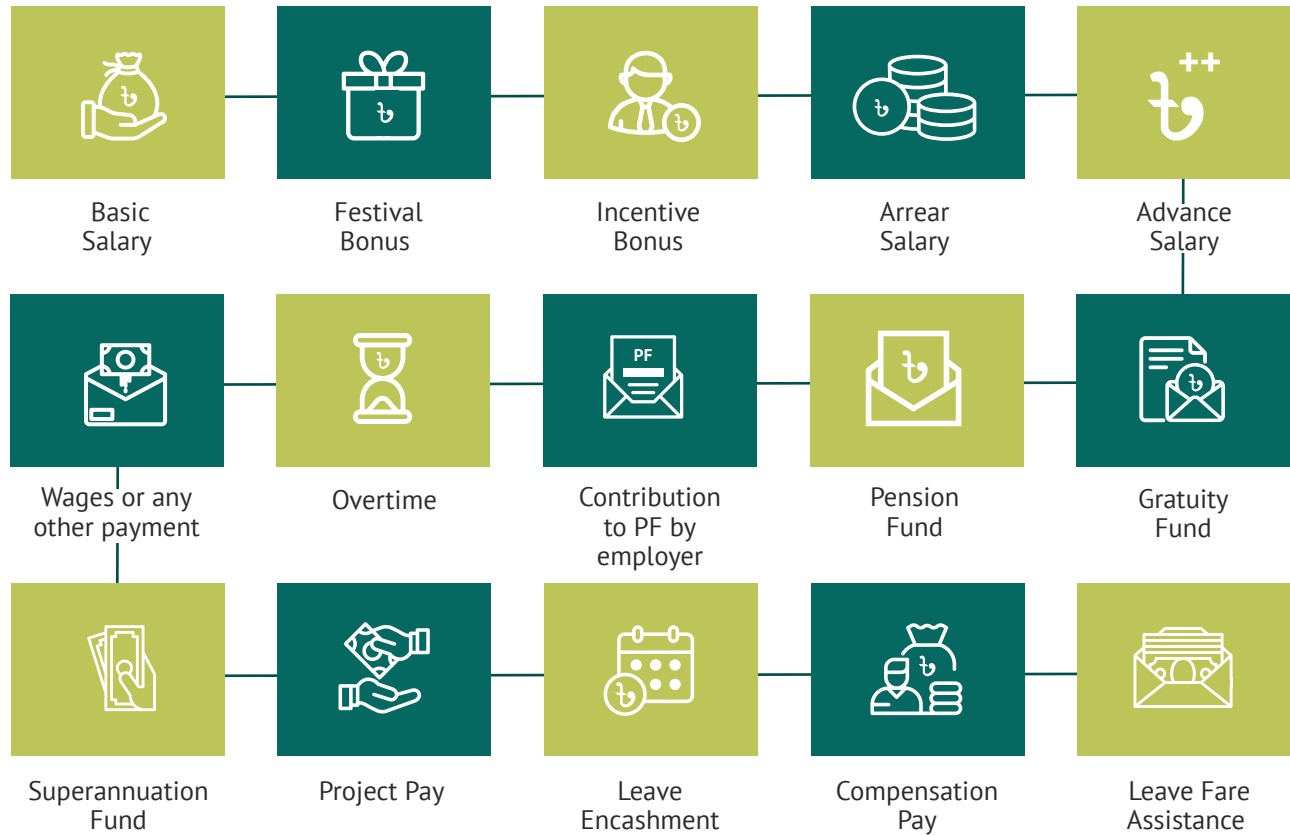 ৳
৳
৳
৳
৳++
Basic
Salary
Festival
Bonus
Incentive
Bonus
Arrear
Salary
Advance
Salary
৳
PF
৳
৳
Wages or any
other payment
Overtime
Contribution
to PF by
employer
Pension
Fund
Gratuity
Fund
৳
৳
Superannuation
Fund
Project Pay
Leave
Encashment
Compensation
Pay
Leave Fare
Assistance